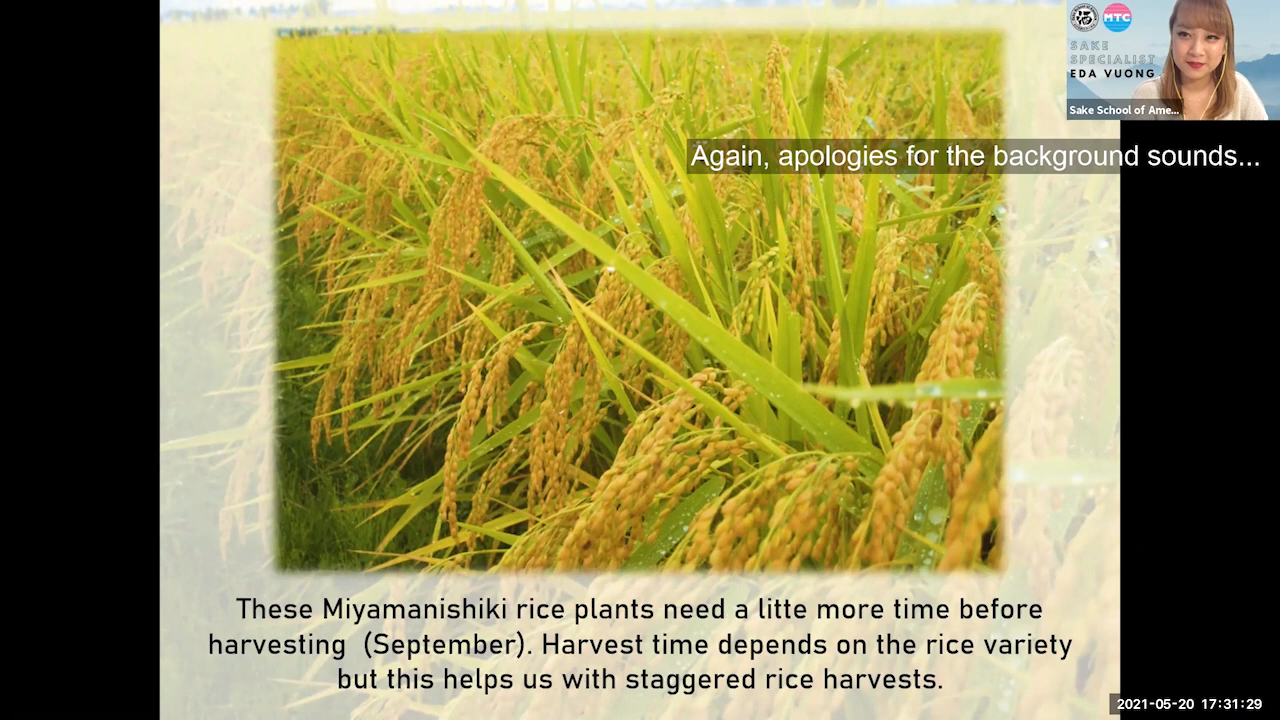 MTC
SAKE
SPECIALIST
EDA VUONG
Sake School of Ame...
Again, apologies for the background sounds...
These Miyamanishiki rice plants need a litte more time before
harvesting (September). Harvest time depends on the rice variety
but this helps us with staggered rice harvests.
2021-05-20 17:31:29